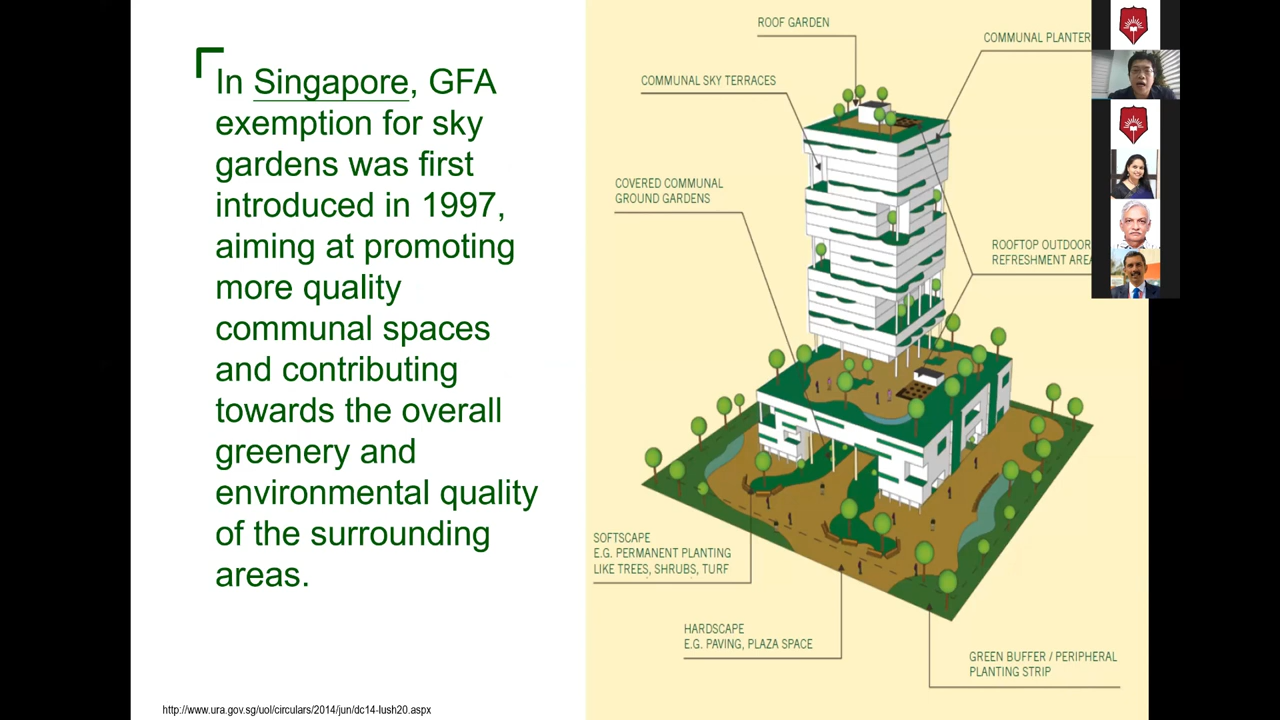 In Singapore, GFA
exemption for sky
gardens was first
introduced in 1997,
aiming at promoting
more quality
communal spaces
and contributing
towards the overall
greenery and
environmental quality
of the surrounding
areas.
http://www.ura.gov.sg/uol/circulars/2014/jun/dc14-lush20.aspx
ROOF GARDEN
COMMUNAL PLANTER
COMMUNAL SKY TERRACES
COVERED COMMUNAL
GROUND GARDENS
ROOFTOP OUTDOOR
REFRESHMENT AREA
SOFTSCAPE
E.G. PERMANENT PLANTING
LIKE TREES, SHRUBS, TURF
HARDSCAPE
E.G. PAVING, PLAZA SPACE
GREEN BUFFER / PERIPHERAL
PLANTING STRIP